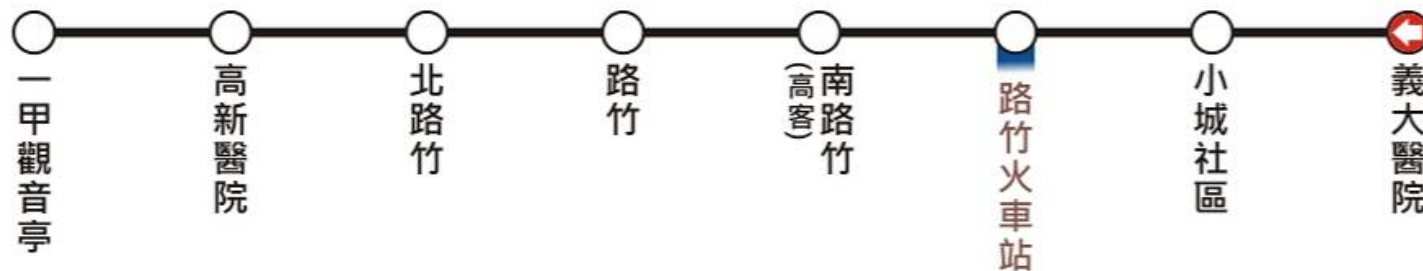 一甲觀音亭
高新醫院
北路竹
路竹
南路竹
(高客)
路竹火車站
小城社區
義大醫院